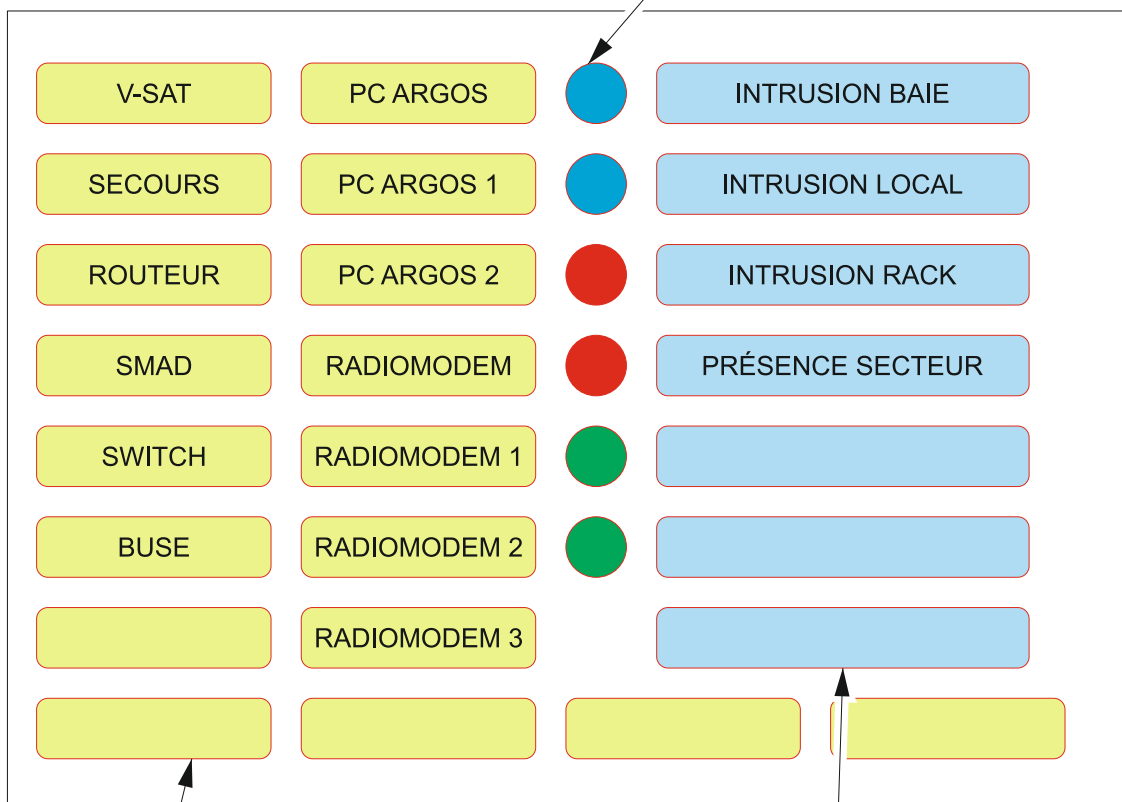 V-SAT
PC ARGOS
INTRUSION BAIE
SECOURS
PC ARGOS 1
INTRUSION LOCAL
ROUTEUR
PC ARGOS 2
INTRUSION RACK
SMAD
RADIOMODEM
PRÉSENCE SECTEUR
SWITCH
RADIOMODEM 1
BUSE
RADIOMODEM 2
RADIOMODEM 3